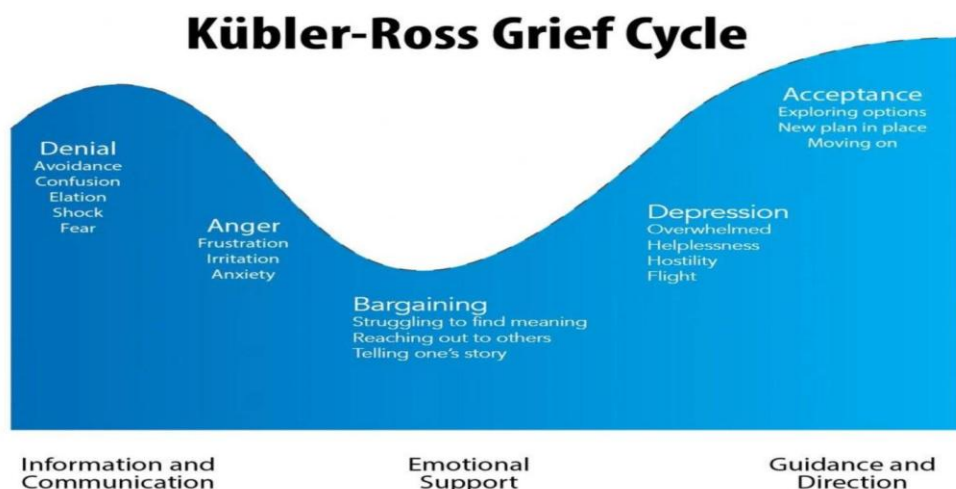 Kübler-Ross Grief Cycle
Denial
Avoidance
Confusion
Elation
Shock
Fear
Anger
Frustration
Irritation
Anxiety
Bargaining
Struggling to find meaning
Reaching out to others
Telling one's story
Depression
Overwhelmed
Helplessness
Hostility
Flight
Acceptance
Exploring options
New plan in place
Moving on
Information and
Communication
Emotional
Support
Guidance and
Direction